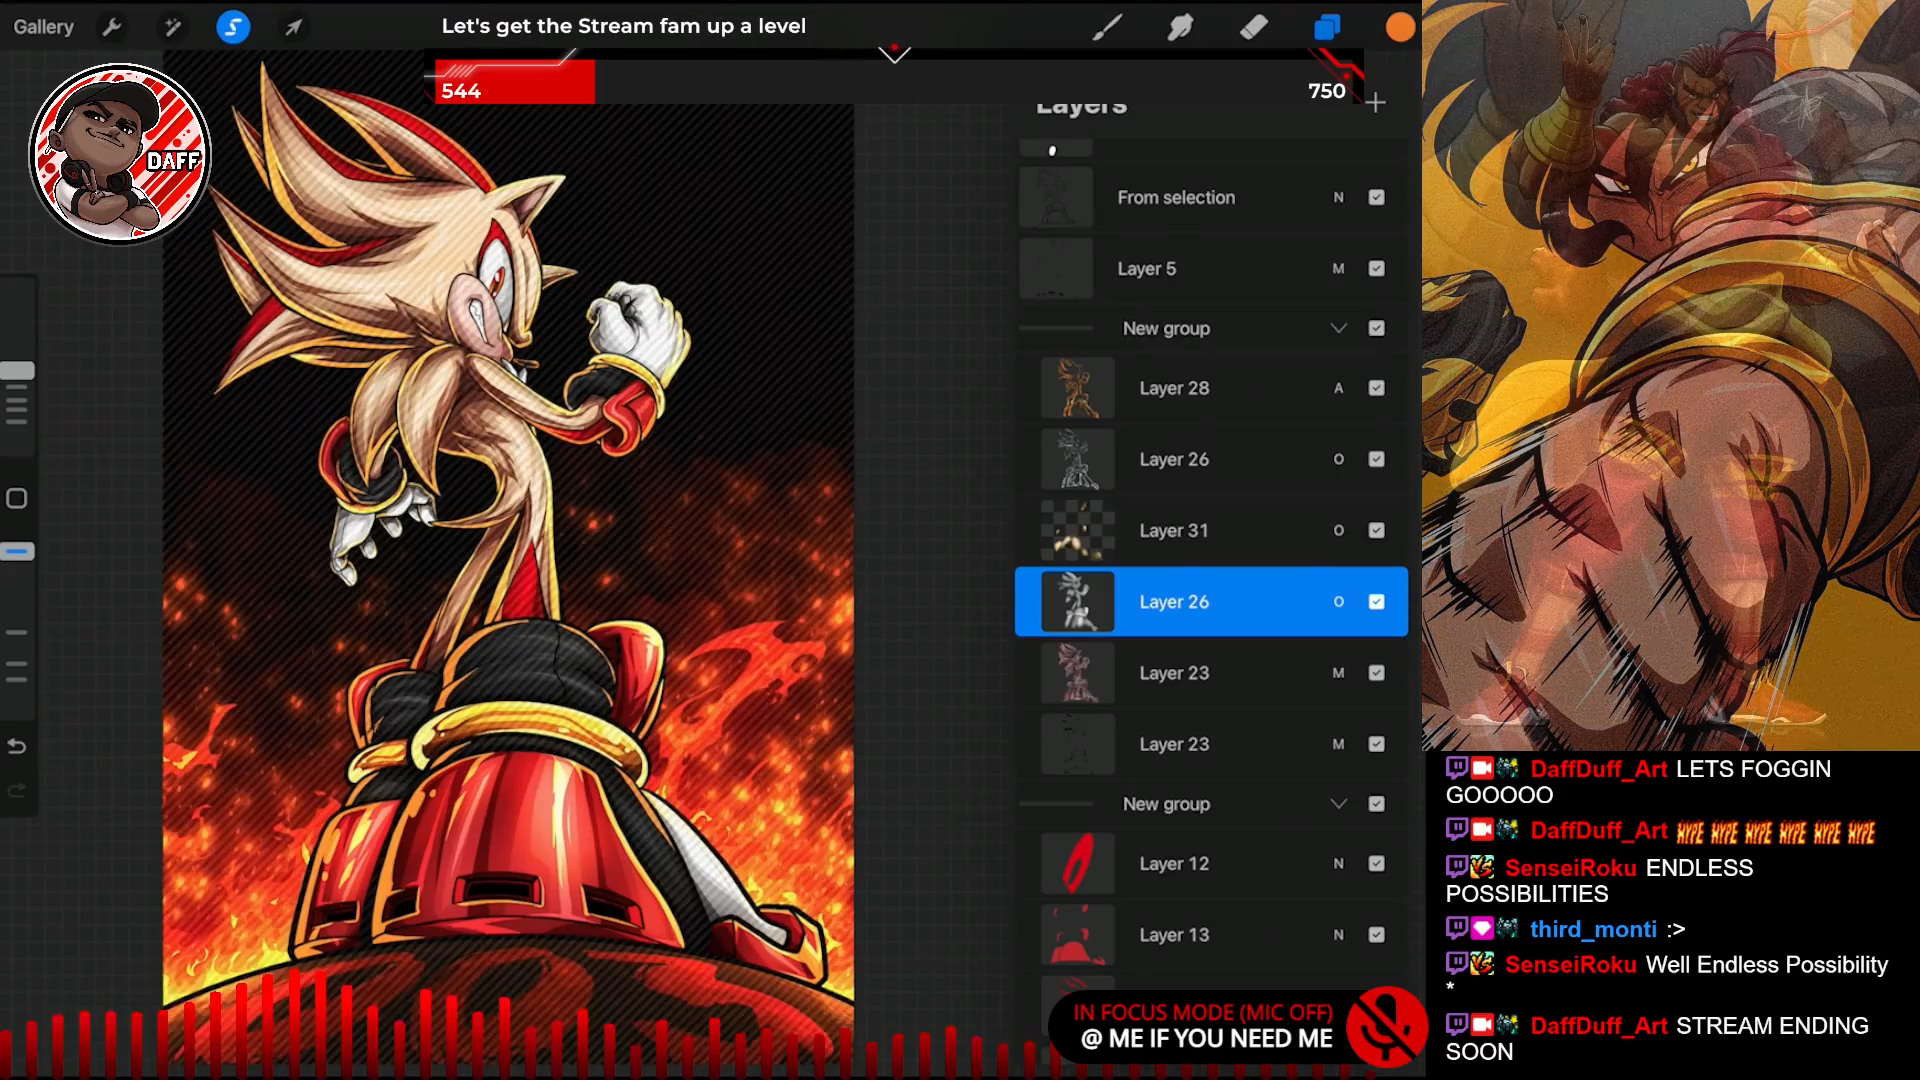 Gallery
Let's get the Stream fam up a level
544
750
DAFF
Layers
From selection N
Layer 5 M
New group
Layer 28 A
Layer 26 O
Layer 31 O
Layer 26 O
Layer 23 M
Layer 23 M
New group
Layer 12 N
Layer 13 N
IN FOCUS MODE (MIC OFF)
@ ME IF YOU NEED ME
DaffDuff_Art LETS FOGGIN
GOOOOO
DaffDuff_Art HYPE HYPE HYPE HYPE HYPE HYPE
SenseiRoku ENDLESS
POSSIBILITIES
third_monti :>
SenseiRoku Well Endless Possibility
*
DaffDuff_Art STREAM ENDING
SOON